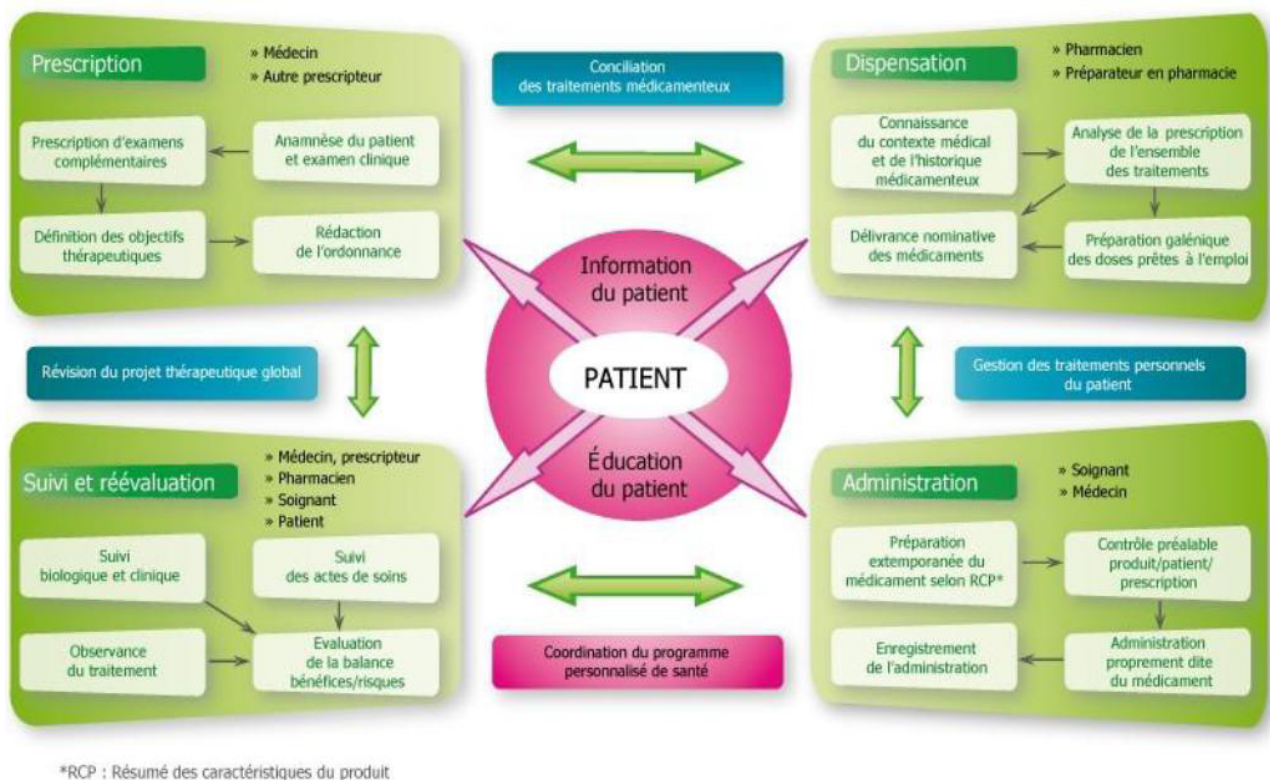 Prescription
» Médecin
» Autre prescripteur
Prescription d'examens
complémentaires
Anamnèse du patient
et examen clinique
Définition des objectifs
thérapeutiques
Rédaction
de l'ordonnance
Conciliation
des traitements médicamenteux
Dispensation
» Pharmacien
» Préparateur en pharmacie
Connaissance
du contexte médical
et de l'historique
médicamenteux
Analyse de la prescription
de l'ensemble
des traitements
Délivrance nominative
des médicaments
Préparation galénique
des doses prêtes à l'emploi
Information
du patient
PATIENT
Éducation
du patient
Révision du projet thérapeutique global
Gestion des traitements personnels
du patient
Suivi et réévaluation
» Médecin, prescripteur
» Pharmacien
» Soignant
» Patient
Suivi
biologique et clinique
Suivi
des actes de soins
Observance
du traitement
Evaluation
de la balance
bénéfices/risques
Coordination du programme
personnalisé de santé
Administration
» Soignant
» Médecin
Préparation
extemporanée du
médicament selon RCP*
Contrôle préalable
produit/patient/
prescription
Enregistrement
de l'administration
Administration
proprement dite
du médicament
*RCP : Résumé des caractéristiques du produit